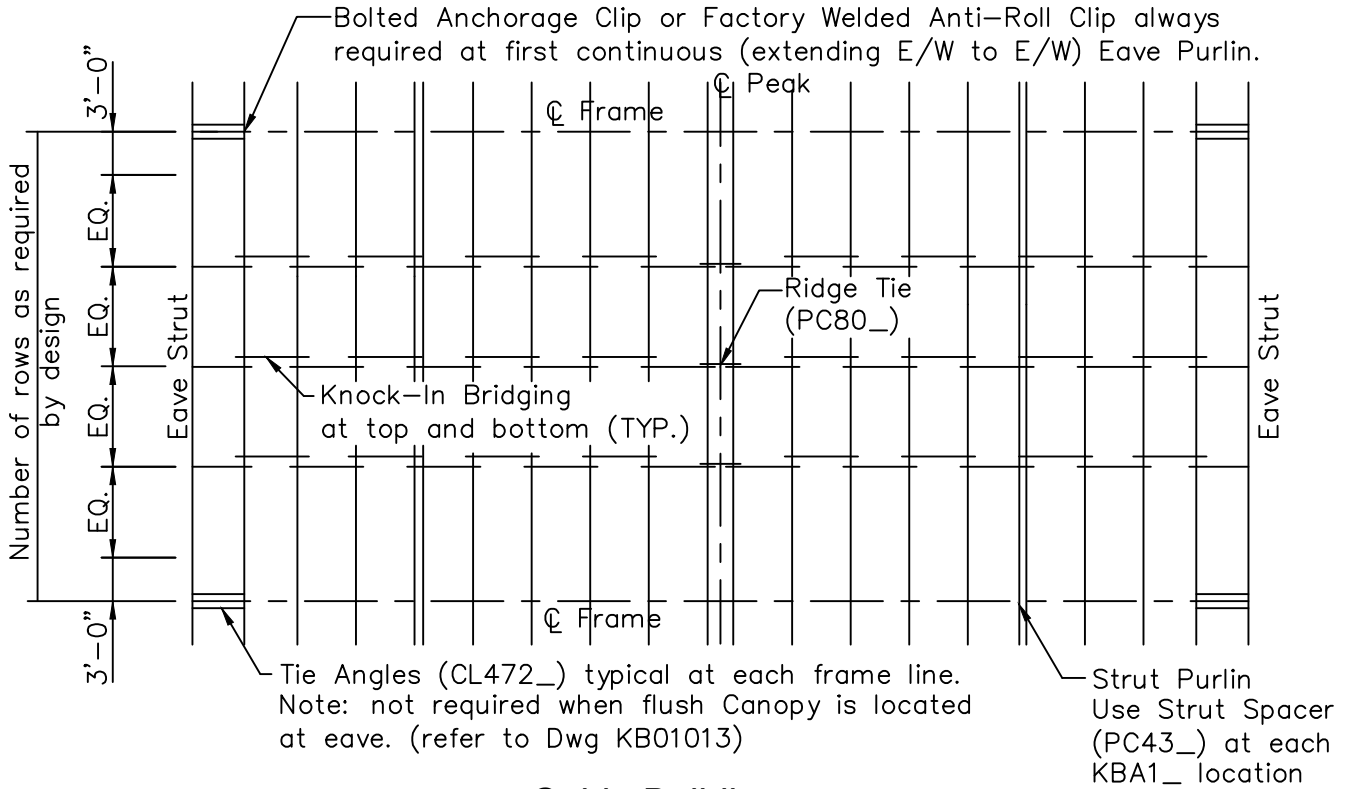 Bolted Anchorage Clip or Factory Welded Anti-Roll Clip always
required at first continuous (extending E/W to E/W) Eave Purlin.
℄ Peak
℄ Frame
3'-0"
Number of rows as required
by design
EQ.
EQ.
EQ.
EQ.
Eave Strut
Ridge Tie
(PC80_)
Eave Strut
Knock-In Bridging
at top and bottom (TYP.)
℄ Frame
3'-0"
Tie Angles (CL472_) typical at each frame line.
Note: not required when flush Canopy is located
at eave. (refer to Dwg KB01013)
Strut Purlin
Use Strut Spacer
(PC43_) at each
KBA1_ location